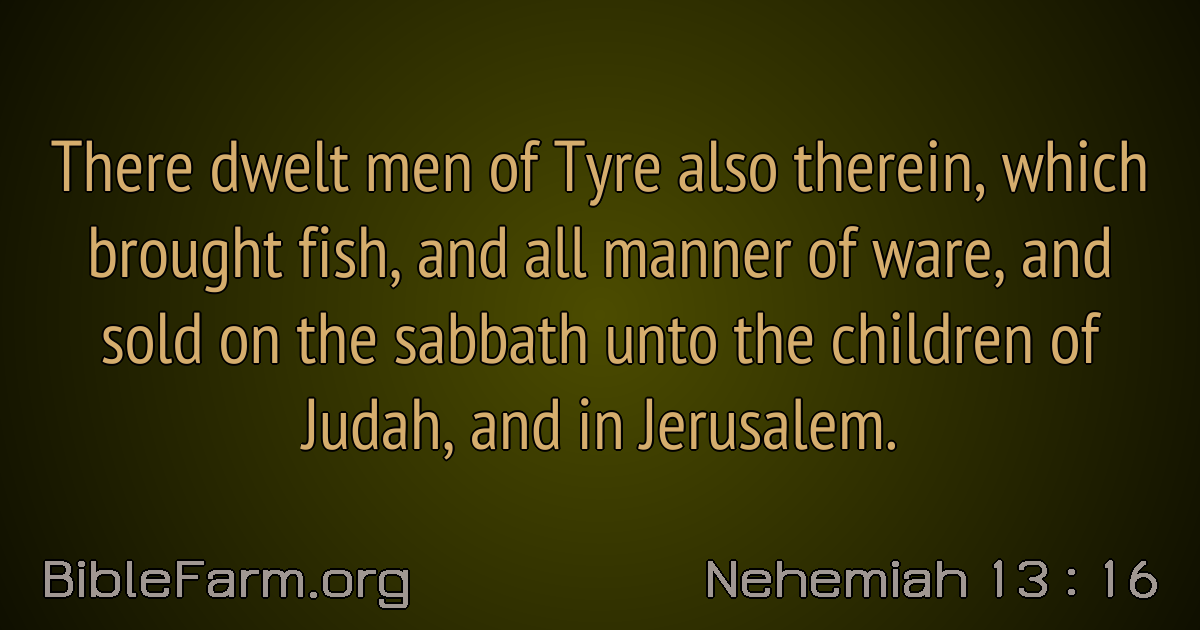 There dwelt men of Tyre also therein, which
brought fish, and all manner of ware, and
sold on the sabbath unto the children of
Judah, and in Jerusalem.
BibleFarm.org
Nehemiah 13 : 16